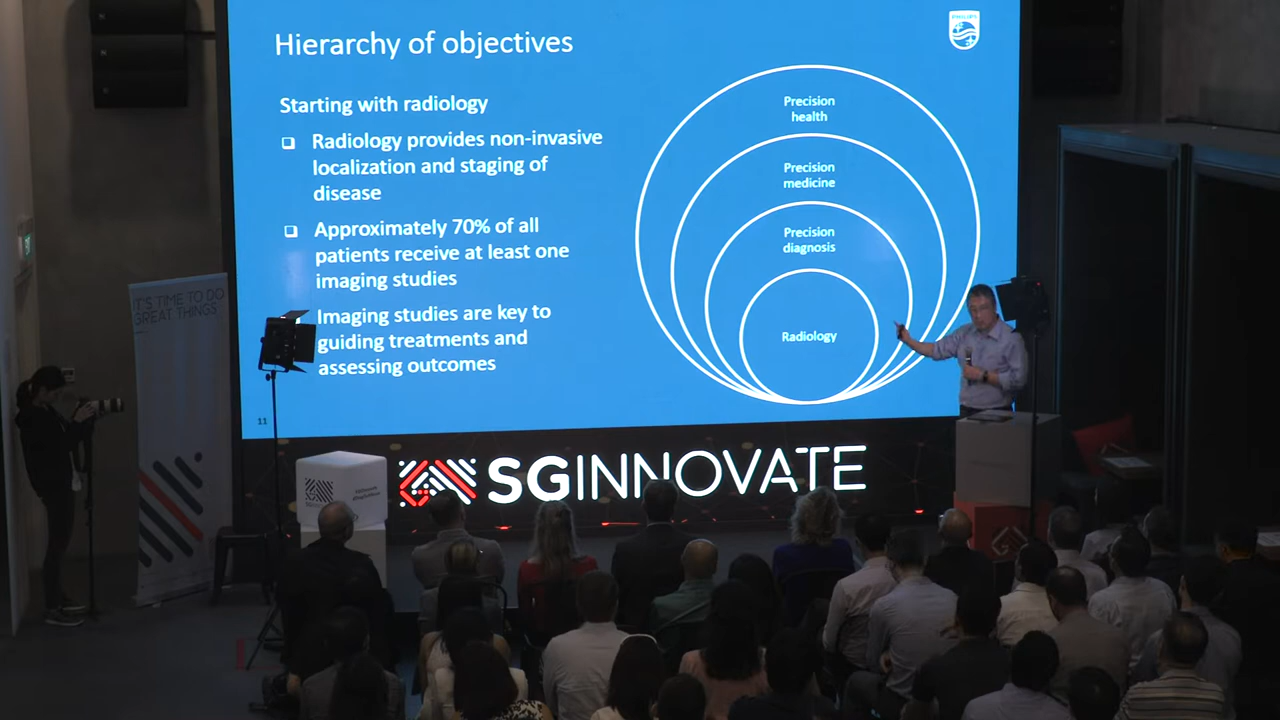 Hierarchy of objectives
PHILIPS
Starting with radiology
Radiology provides non-invasive
localization and staging of
disease
Approximately 70% of all
patients receive at least one
imaging studies
Imaging studies are key to
guiding treatments and
assessing outcomes
Precision
health
Precision
medicine
Precision
diagnosis
Radiology
11
IT'S TIME TO DO
GREAT THINGS
SGINNOVATE